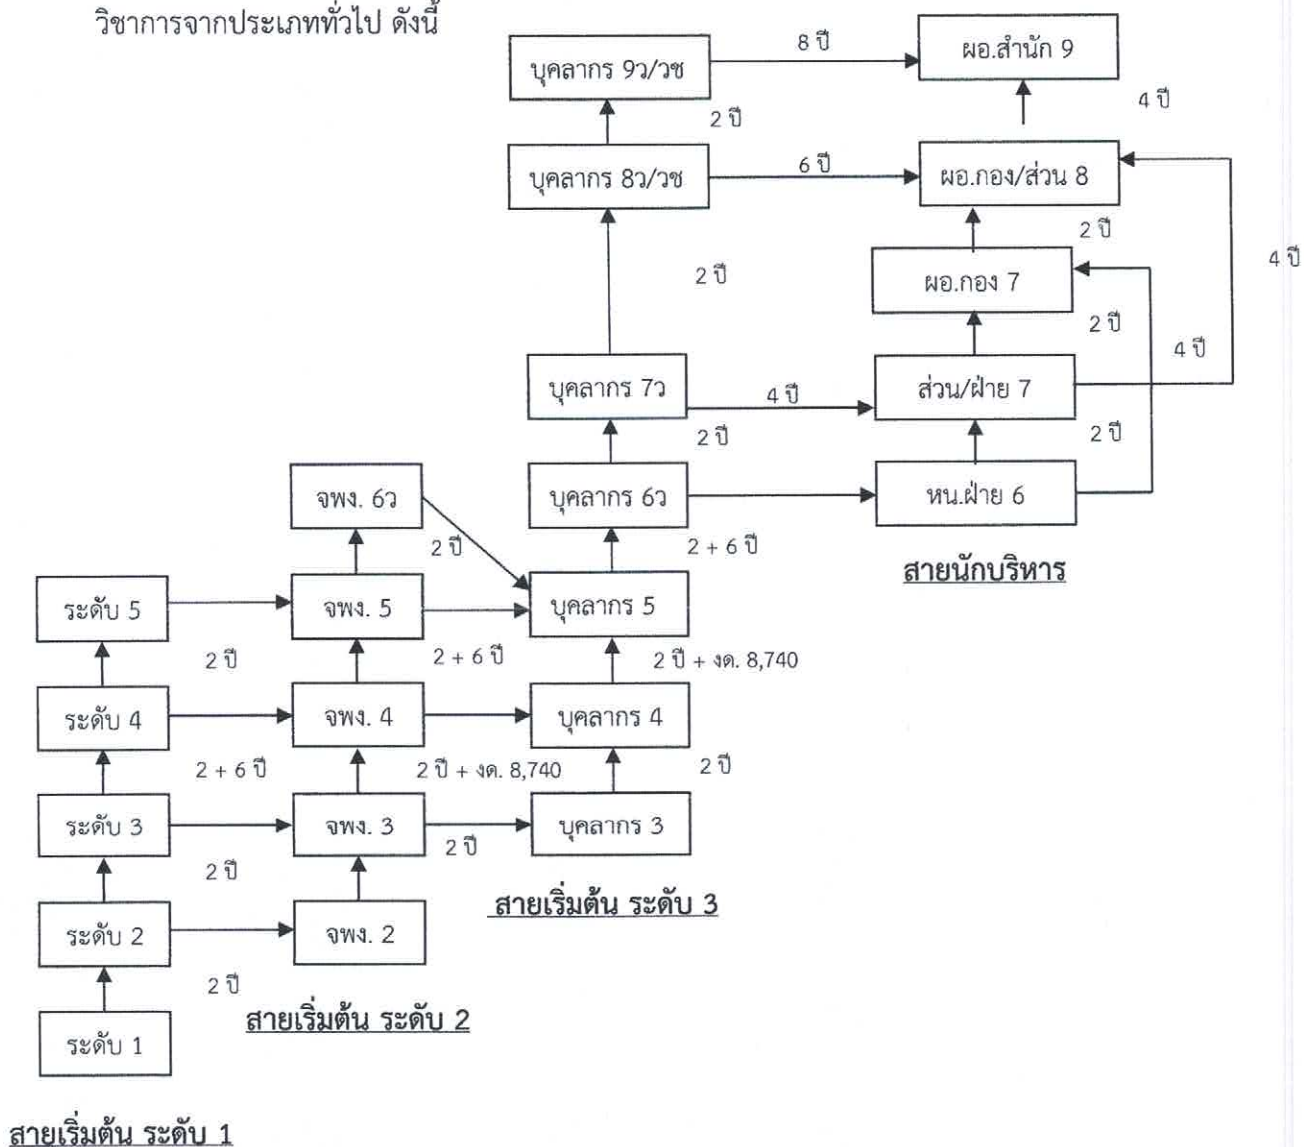 วิชาการจากประเภททั่วไป ดังนี้
บุคลากร 9ว/วช
8 ปี
ผอ.สำนัก 9
2 ปี
4 ปี
บุคลากร 8ว/วช
6 ปี
ผอ.กอง/ส่วน 8
2 ปี
4 ปี
2 ปี
ผอ.กอง 7
2 ปี
4 ปี
บุคลากร 7ว
4 ปี
ส่วน/ฝ่าย 7
2 ปี
2 ปี
จพง. 6ว
บุคลากร 6ว
หน.ฝ่าย 6
2 ปี
2 + 6 ปี
สายนักบริหาร
ระดับ 5
จพง. 5
บุคลากร 5
2 ปี
2 + 6 ปี
2 ปี + งด. 8,740
ระดับ 4
จพง. 4
บุคลากร 4
2 + 6 ปี
2 ปี + งด. 8,740
2 ปี
ระดับ 3
จพง. 3
บุคลากร 3
2 ปี
2 ปี
สายเริ่มต้น ระดับ 3
ระดับ 2
จพง. 2
2 ปี
สายเริ่มต้น ระดับ 2
ระดับ 1
สายเริ่มต้น ระดับ 1